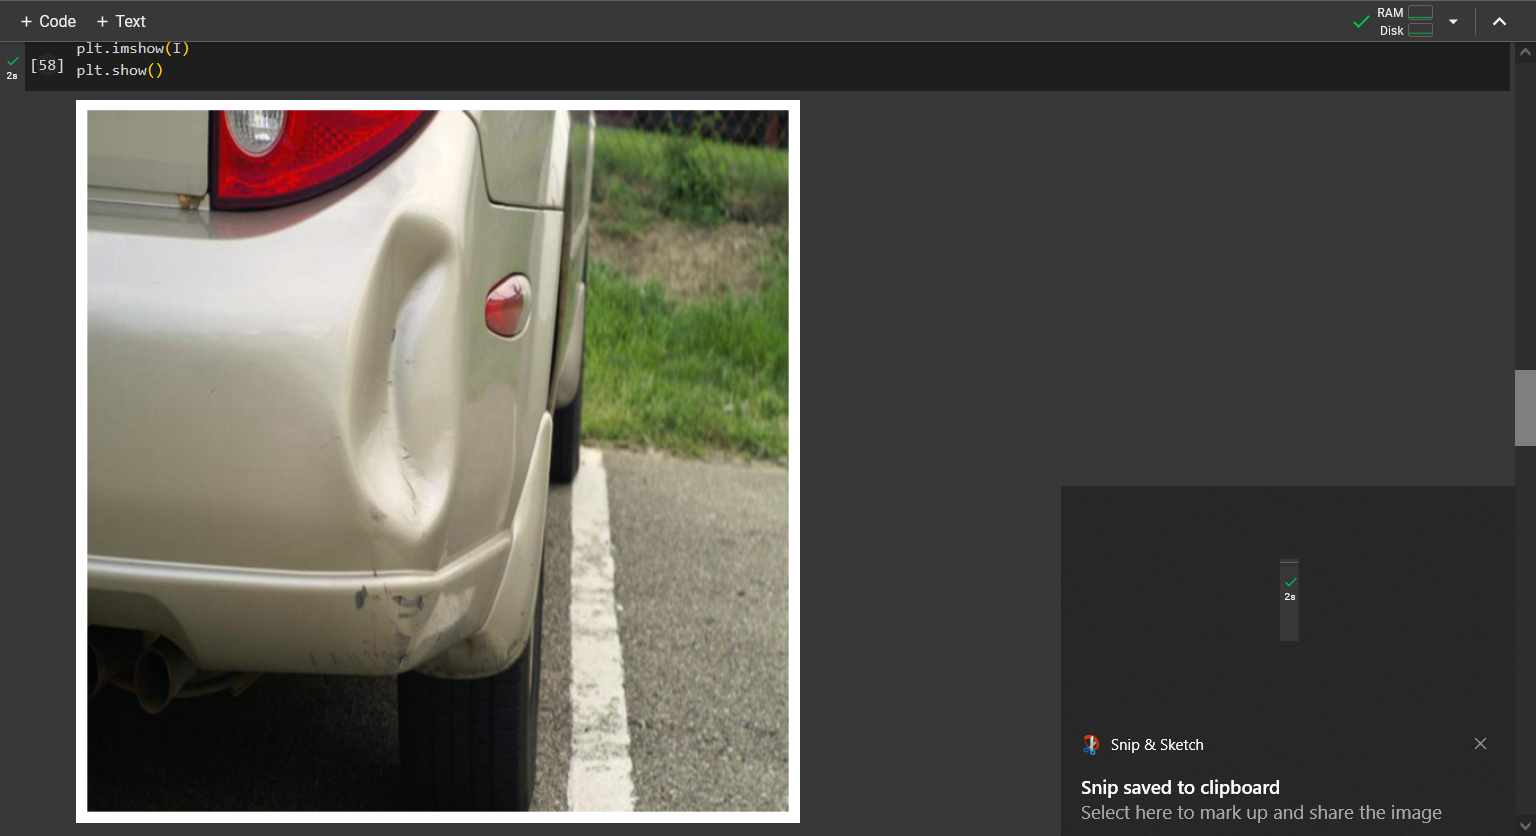 + Code + Text
RAM
Disk
plt.imshow(I)
2s
[58]
plt.show()
2s
Snip & Sketch
Snip saved to clipboard
Select here to mark up and share the image